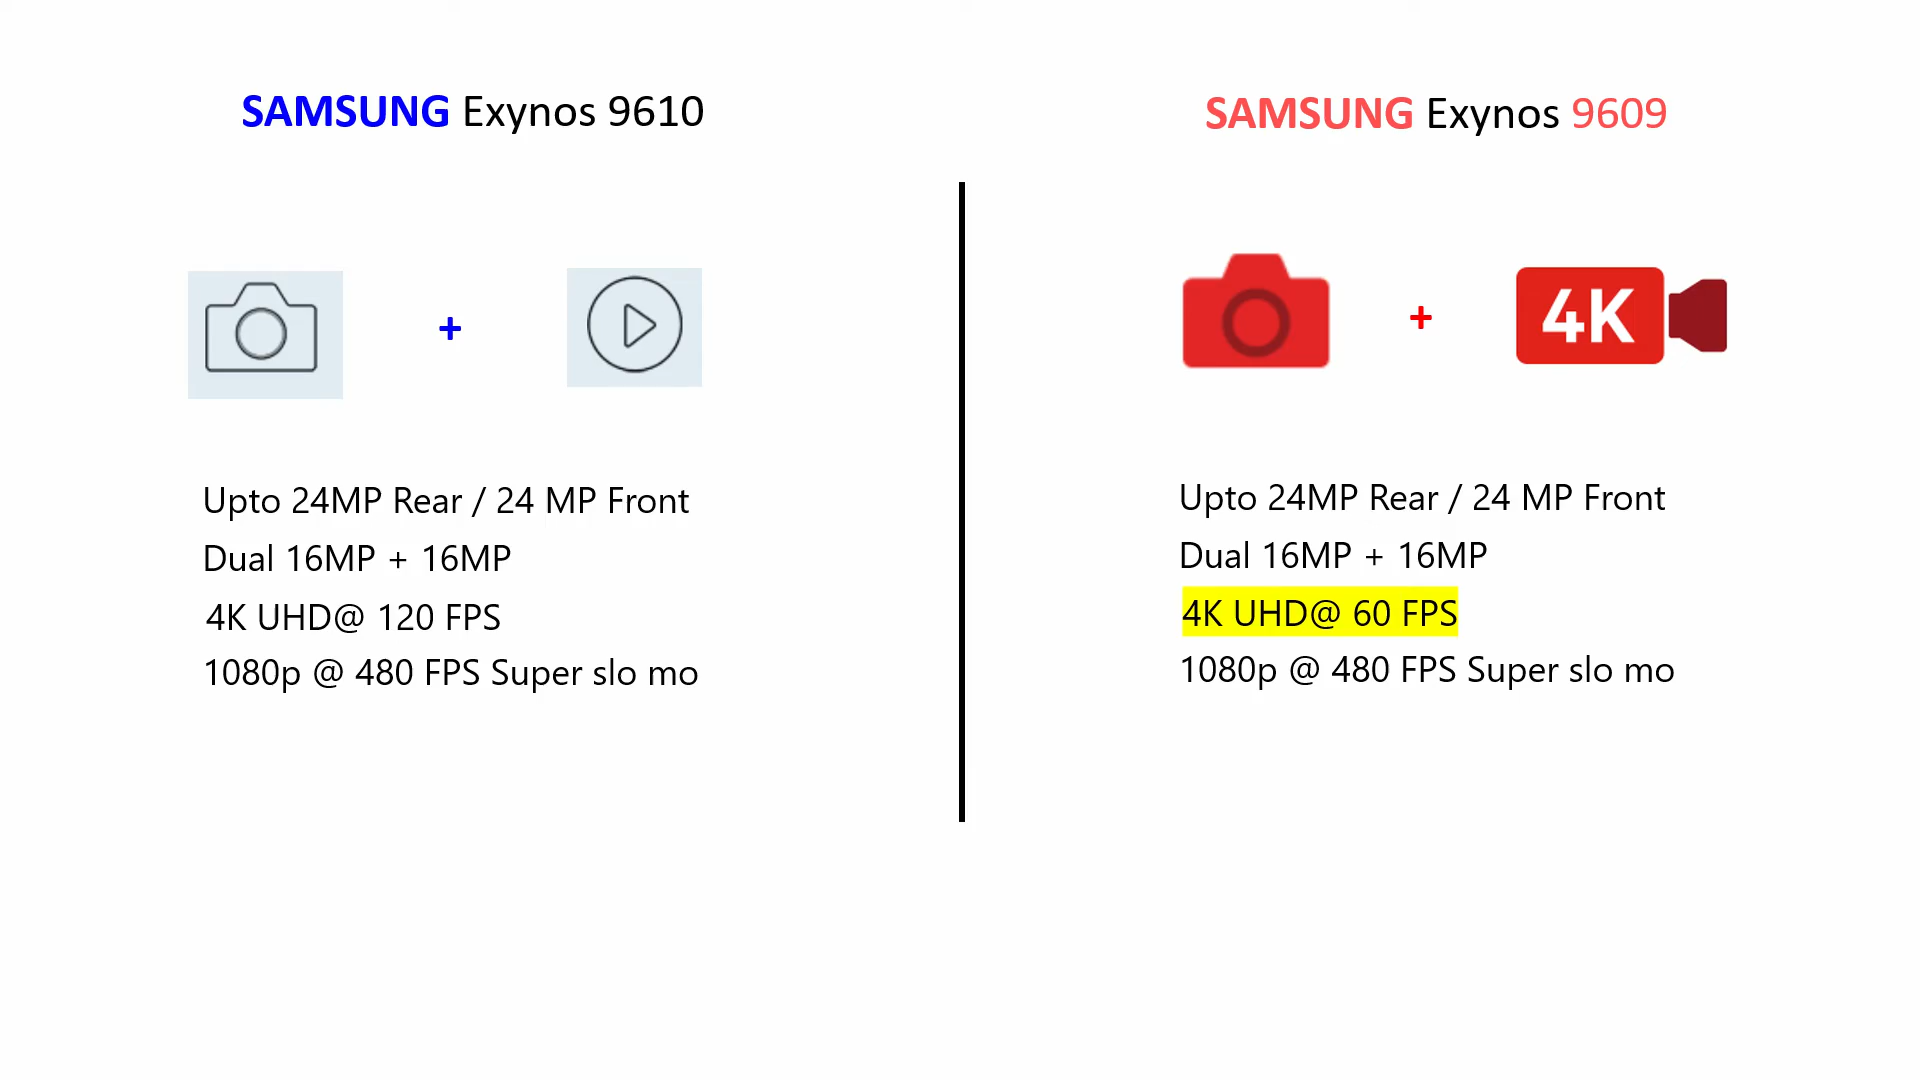 SAMSUNG Exynos 9610
+
Upto 24MP Rear / 24 MP Front
Dual 16MP + 16MP
4K UHD@ 120 FPS
1080p @ 480 FPS Super slo mo
SAMSUNG Exynos 9609
+
4K
Upto 24MP Rear / 24 MP Front
Dual 16MP + 16MP
4K UHD@ 60 FPS
1080p @ 480 FPS Super slo mo